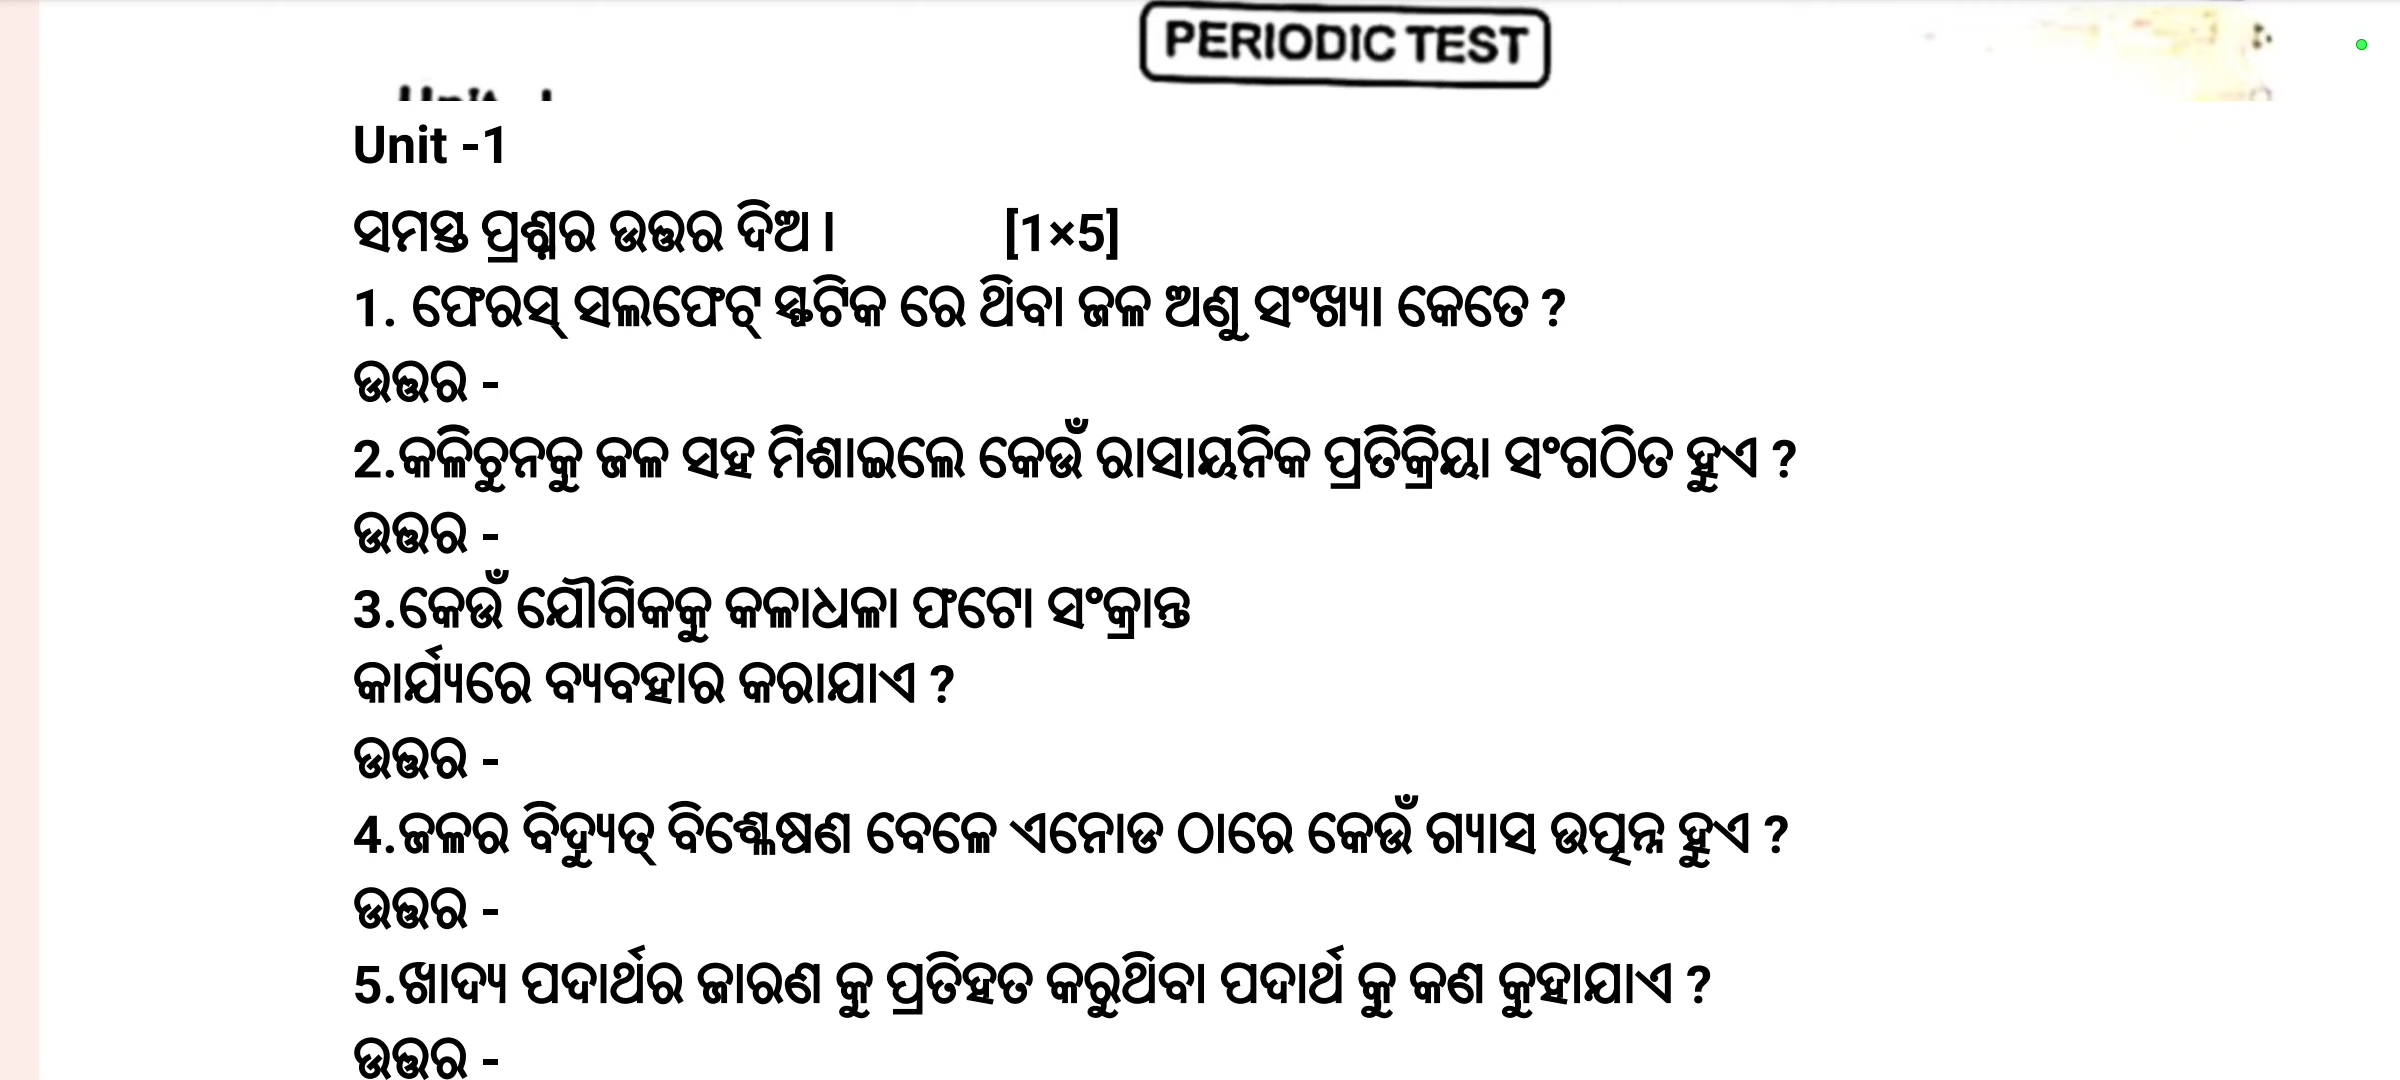 PERIODIC TEST
Unit -1
ସମସ୍ତ ପ୍ରଶ୍ନର ଉତ୍ତର ଦିଅ । [1×5]
1. ଫେରସ୍ ସଲଫେଟ୍ ସ୍ଫଟିକ ରେ ଥିବା ଜଳ ଅଣୁ ସଂଖ୍ୟା କେତେ ?
ଉତ୍ତର -
2.କଳିଚୁନକୁ ଜଳ ସହ ମିଶାଇଲେ କେଉଁ ରାସାୟନିକ ପ୍ରତିକ୍ରିୟା ସଂଗଠିତ ହୁଏ ?
ଉତ୍ତର -
3.କେଉଁ ଯୌଗିକକୁ କଳାଧଳା ଫଟୋ ସଂକ୍ରାନ୍ତ
କାର୍ଯ୍ୟରେ ବ୍ୟବହାର କରାଯାଏ ?
ଉତ୍ତର -
4.ଜଳର ବିଦ୍ୟୁତ୍ ବିଶ୍ଳେଷଣ ବେଳେ ଏନୋଡ ଠାରେ କେଉଁ ଗ୍ୟାସ ଉତ୍ପନ୍ନ ହୁଏ ?
ଉତ୍ତର -
5.ଖାଦ୍ୟ ପଦାର୍ଥର ଜାରଣ କୁ ପ୍ରତିହତ କରୁଥିବା ପଦାର୍ଥ କୁ କଣ କୁହାଯାଏ ?
ଉତ୍ତର -